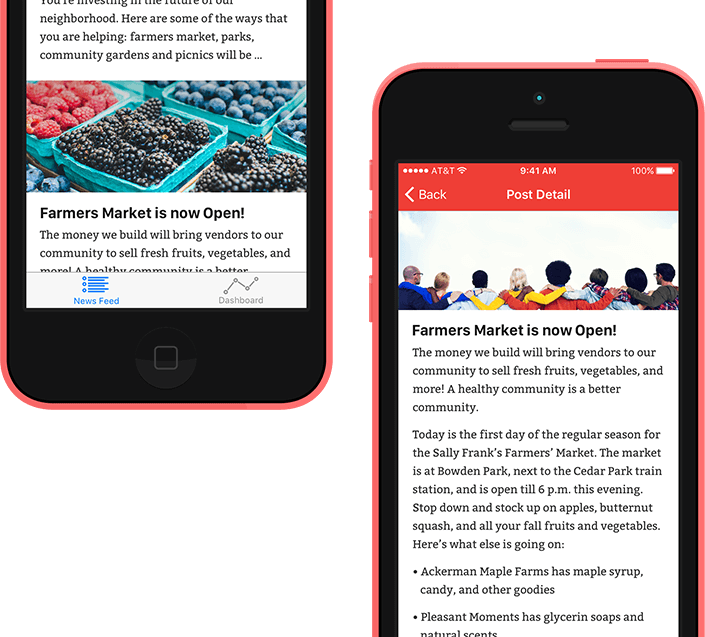 You're investing in the future of our
neighborhood. Here are some of the ways that
you are helping: farmers market, parks,
community gardens and picnics will be ...
Farmers Market is now Open!
The money we build will bring vendors to our
community to sell fresh fruits, vegetables, and
more! A healthy community is a better
News Feed
Dashboard
AT&T
9:41 AM
100%
Back
Post Detail
Farmers Market is now Open!
The money we build will bring vendors to our
community to sell fresh fruits, vegetables, and
more! A healthy community is a better
community.
Today is the first day of the regular season for
the Sally Frank's Farmers' Market. The market
is at Bowden Park, next to the Cedar Park train
station, and is open till 6 p.m. this evening.
Stop down and stock up on apples, butternut
squash, and all your fall fruits and vegetables.
Here's what else is going on:
• Ackerman Maple Farms has maple syrup,
candy, and other goodies
• Pleasant Moments has glycerin soaps and
natural scents